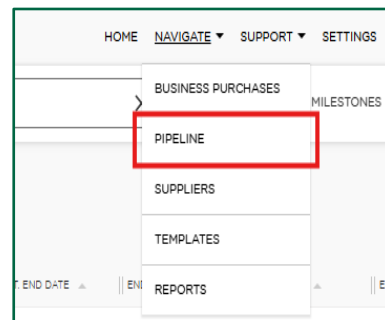 HOME NAVIGATE ▼ SUPPORT ▼ SETTINGS
BUSINESS PURCHASES
MILESTONES
PIPELINE
SUPPLIERS
TEMPLATES
END DATE
REPORTS